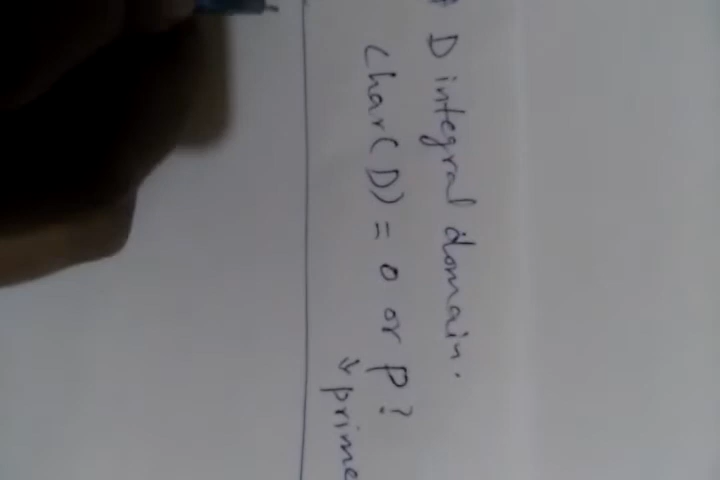 D integral domain.
char(D) = 0 or p?
↓ prime